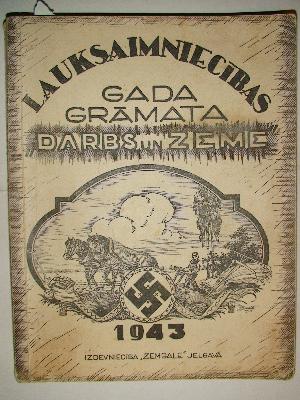 LAUKSAIMNIECĪBAS
GADA
GRĀMATA
"DARBS UN ZEME"
1943
IZDEVNIECĪBA „ZEMGALE" JELGAVĀ